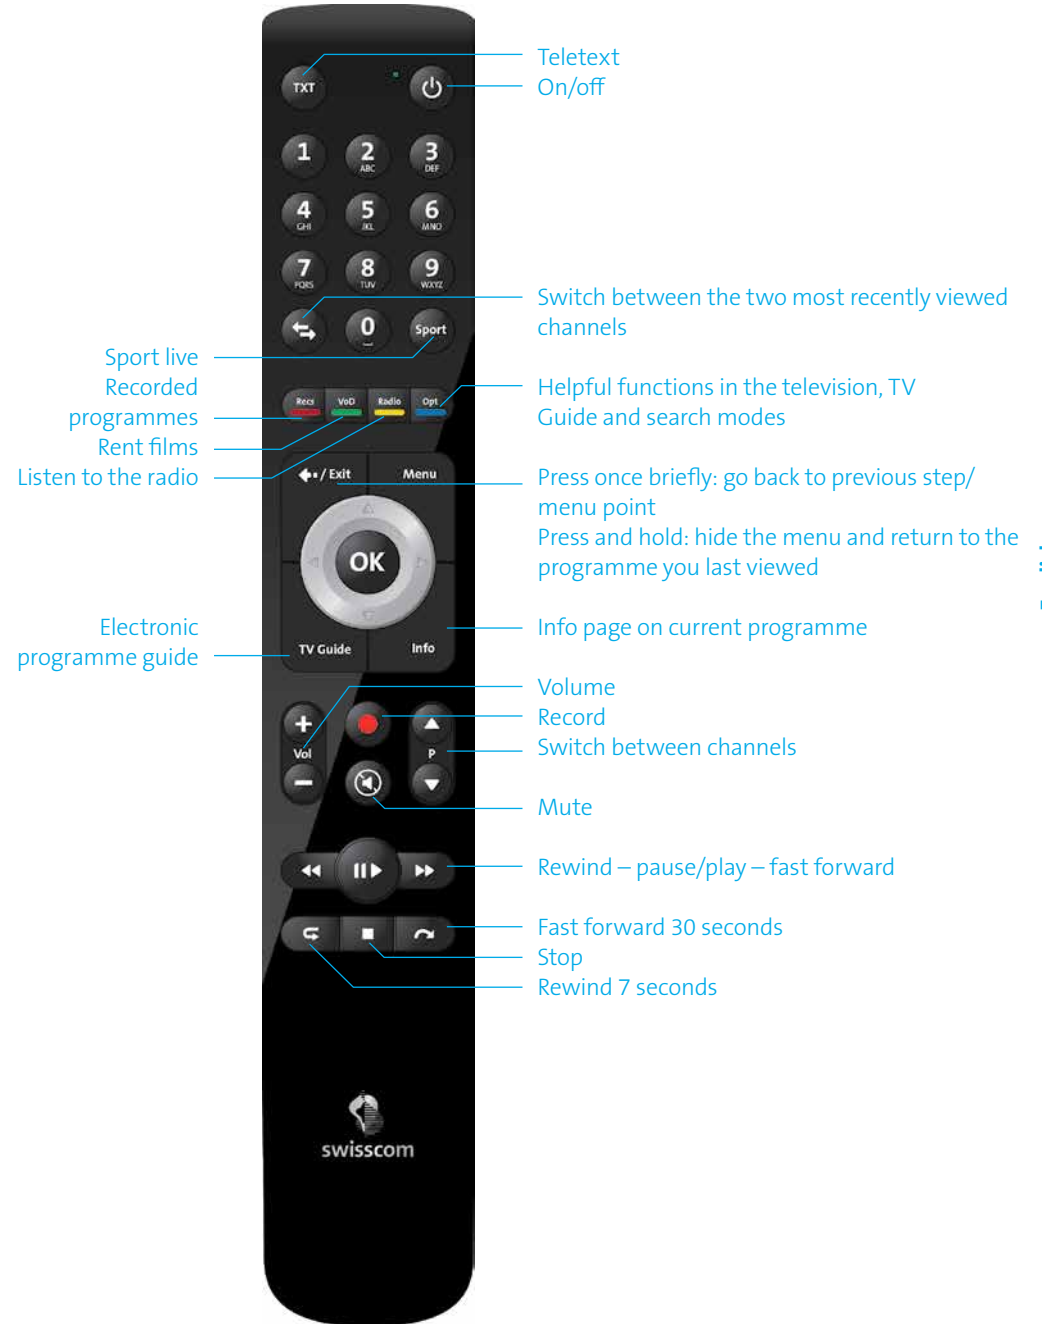 Teletext
On/off
TXT
1
2
ABC
3
DEF
4
GHI
5
JKL
6
MNO
7
PQRS
8
TUV
9
WXYZ
Switch between the two most recently viewed
channels
0
Sport
Sport live
Recorded
programmes
Rent films
Listen to the radio
Recs
VoD
Radio
Opt
Helpful functions in the television, TV
Guide and search modes
/ Exit
Menu
Press once briefly: go back to previous step/
menu point
Press and hold: hide the menu and return to the
programme you last viewed
OK
Electronic
programme guide
TV Guide
Info
Info page on current programme
Volume
Record
Switch between channels
Vol
P
Mute
Rewind – pause/play – fast forward
Fast forward 30 seconds
Stop
Rewind 7 seconds
swisscom